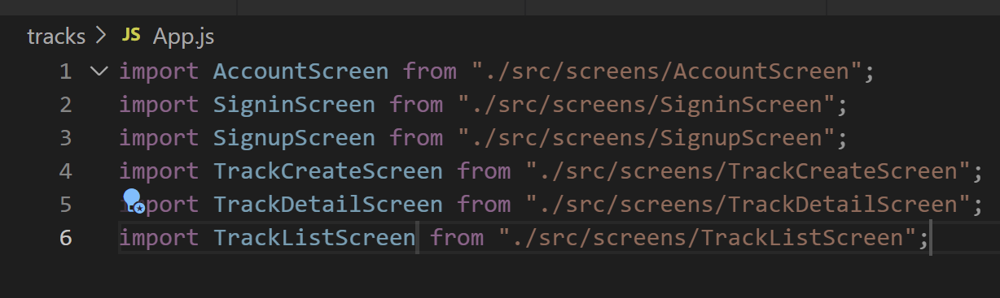 tracks > JS App.js
1 import AccountScreen from "./src/screens/AccountScreen";
2 import SigninScreen from "./src/screens/SigninScreen";
3 import SignupScreen from "./src/screens/SignupScreen";
4 import TrackCreateScreen from "./src/screens/TrackCreateScreen";
5 import TrackDetailScreen from "./src/screens/TrackDetailScreen";
6 import TrackListScreen from "./src/screens/TrackListScreen";